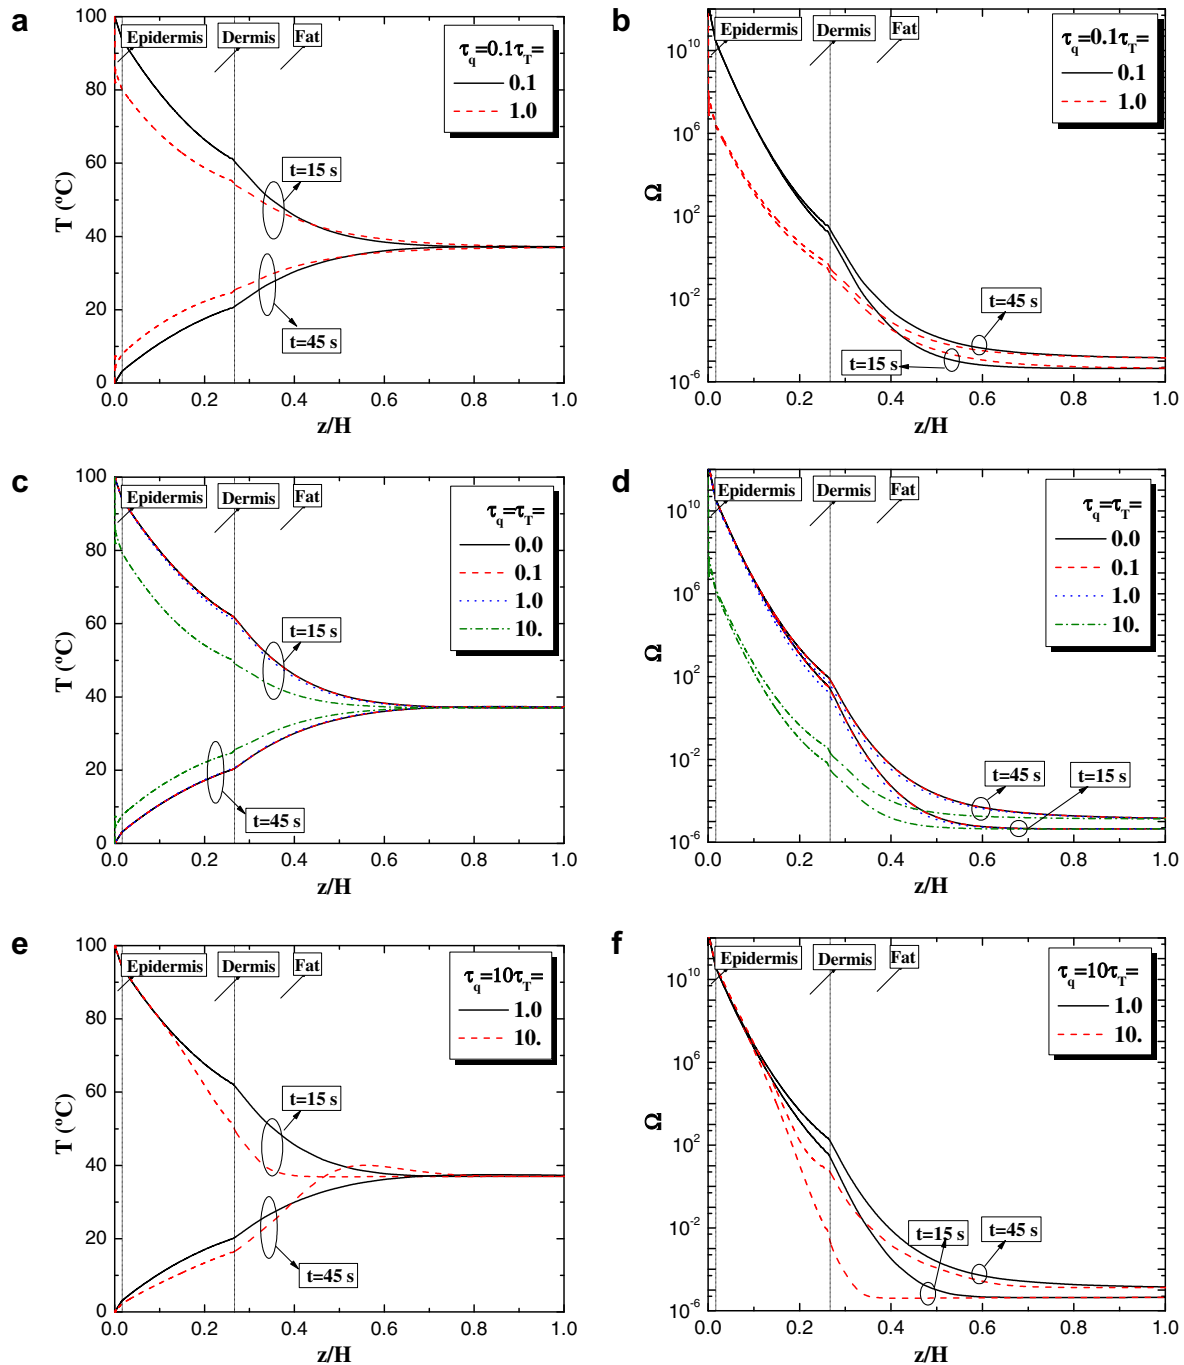 a
Epidermis
Dermis
Fat
τq=0.1τT=
0.1
1.0
t=15 s
t=45 s
100
80
60
40
20
0
T (°C)
0.0 0.2 0.4 0.6 0.8 1.0
z/H
b
Epidermis
Dermis
Fat
τq=0.1τT=
0.1
1.0
t=45 s
t=15 s
10^10
10^6
10^2
10^-2
10^-6
Ω
0.0 0.2 0.4 0.6 0.8 1.0
z/H
c
Epidermis
Dermis
Fat
τq=τT=
0.0
0.1
1.0
10.
t=15 s
t=45 s
100
80
60
40
20
0
T (°C)
0.0 0.2 0.4 0.6 0.8 1.0
z/H
d
Epidermis
Dermis
Fat
τq=τT=
0.0
0.1
1.0
10.
t=45 s
t=15 s
10^10
10^6
10^2
10^-2
10^-6
Ω
0.0 0.2 0.4 0.6 0.8 1.0
z/H
e
Epidermis
Dermis
Fat
τq=10τT=
1.0
10.
t=15 s
t=45 s
100
80
60
40
20
0
T (°C)
0.0 0.2 0.4 0.6 0.8 1.0
z/H
f
Epidermis
Dermis
Fat
τq=10τT=
1.0
10.
t=15 s
t=45 s
10^10
10^6
10^2
10^-2
10^-6
Ω
0.0 0.2 0.4 0.6 0.8 1.0
z/H